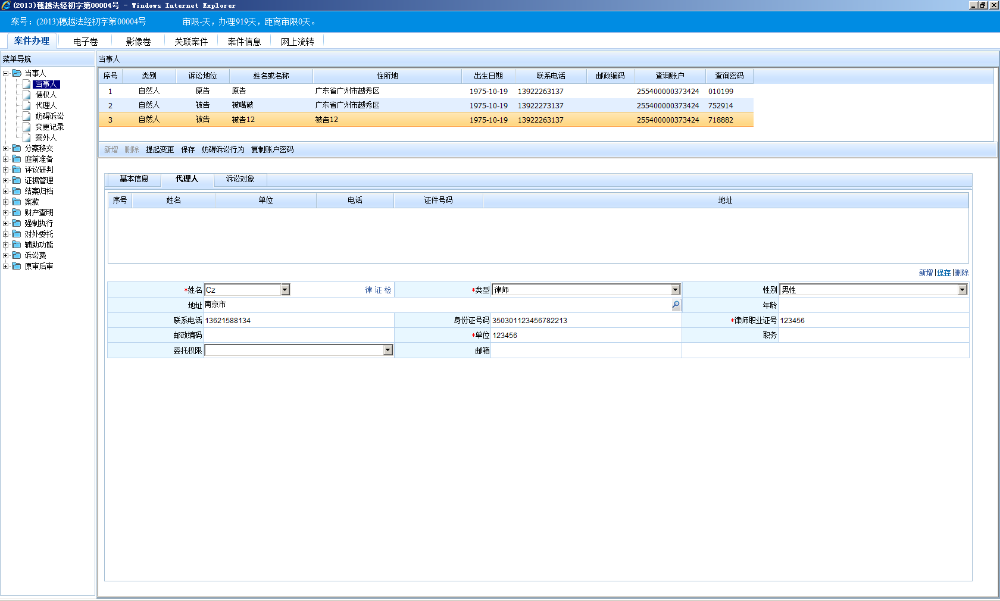 (2013)穗越法经初字第00004号 - Windows Internet Explorer
案号：(2013)穗越法经初字第00004号 审限-天，办理919天，距离审限0天。
案件办理 电子卷 影像卷 关联案件 案件信息 网上流转
菜单导航
当事人
当事人
债权人
代理人
妨碍诉讼
变更记录
案外人
分案移交
庭前准备
评议研判
证据管理
结案归档
案款
财产查明
强制执行
对外委托
辅助功能
诉讼费
原审后审
当事人
序号 类别 诉讼地位 姓名或名称 住所地 出生日期 联系电话 邮政编码 查询账户 查询密码
1 自然人 原告 原告 广东省广州市越秀区 1975-10-19 13922263137 255400000373424 010199
2 自然人 被告 被噶破 广东省广州市越秀区 1975-10-19 13922273137 255400000373424 752914
3 自然人 被告 被告12 被告12 1975-10-19 13922263137 255400000373424 718882
新增 删除 提起变更 保存 妨碍诉讼行为 复制账户密码
基本信息 代理人 诉讼对象
序号 姓名 单位 电话 证件号码 地址
新增|保存|删除
*姓名 Cz 律 证 检 *类型 律师 性别 男性
地址 南京市 年龄
联系电话 13621588134 身份证号码 350301123456782213 *律师职业证号 123456
邮政编码 *单位 123456 职务
委托权限 邮箱